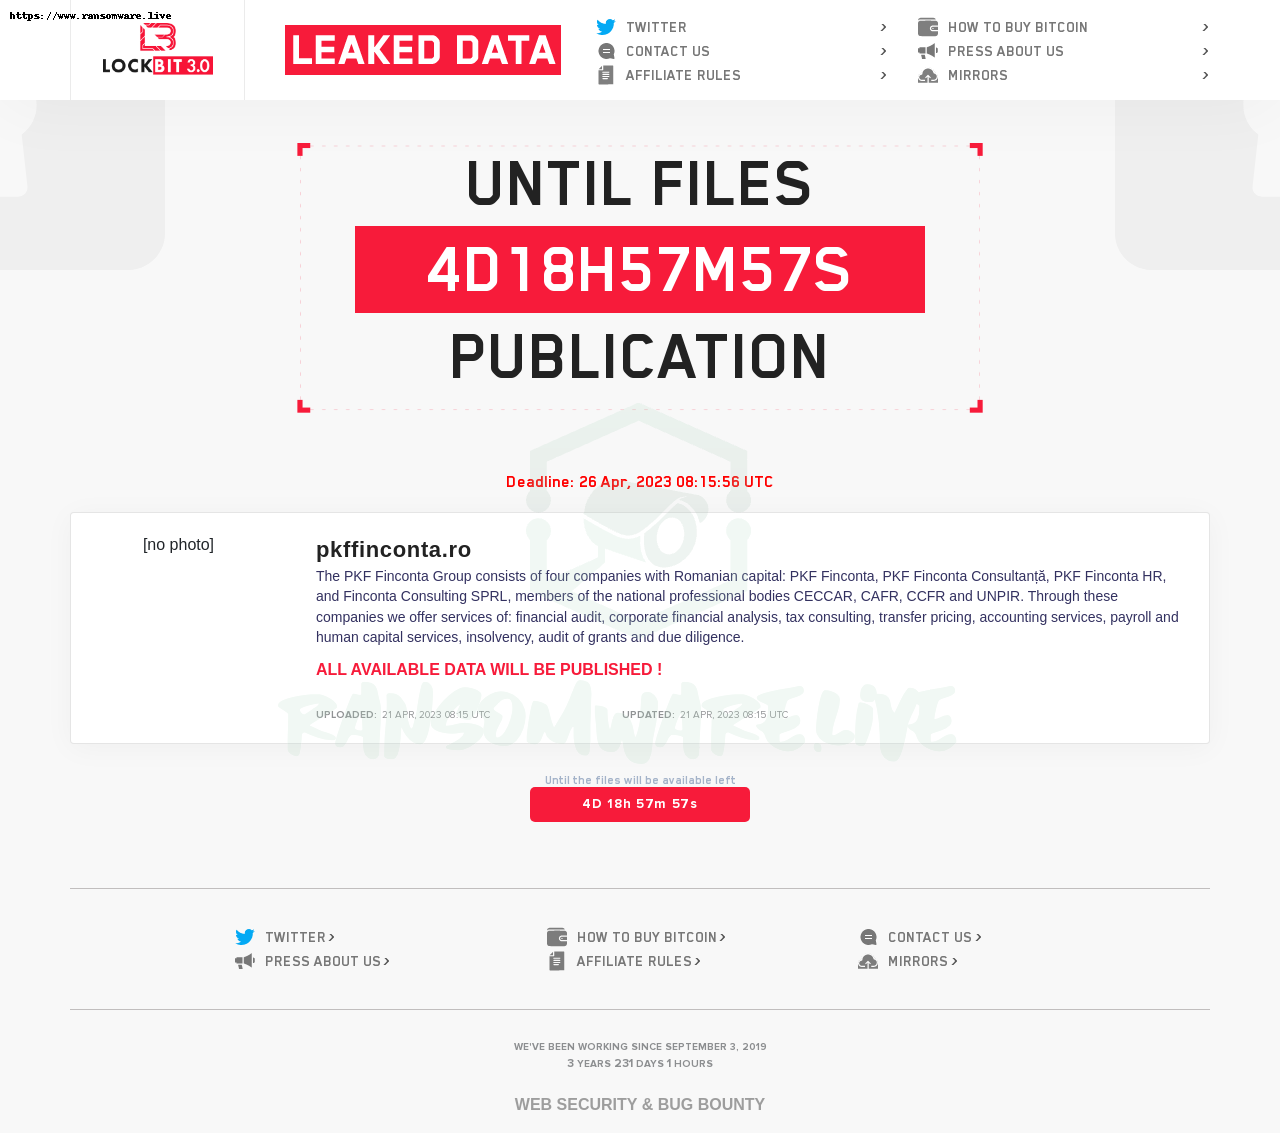 https://www.ransomware.live
LOCKBIT 3.0
LEAKED DATA
TWITTER >
CONTACT US >
AFFILIATE RULES >
HOW TO BUY BITCOIN >
PRESS ABOUT US >
MIRRORS >
UNTIL FILES
4D18H57M57S
PUBLICATION
Deadline: 26 Apr, 2023 08:15:56 UTC
[no photo]
pkffinconta.ro
The PKF Finconta Group consists of four companies with Romanian capital: PKF Finconta, PKF Finconta Consultanță, PKF Finconta HR,
and Finconta Consulting SPRL, members of the national professional bodies CECCAR, CAFR, CCFR and UNPIR. Through these
companies we offer services of: financial audit, corporate financial analysis, tax consulting, transfer pricing, accounting services, payroll and
human capital services, insolvency, audit of grants and due diligence.
ALL AVAILABLE DATA WILL BE PUBLISHED !
UPLOADED: 21 APR, 2023 08:15 UTC
UPDATED: 21 APR, 2023 08:15 UTC
RANSOMWARE.LIVE
Until the files will be available left
4D 18h 57m 57s
TWITTER >
HOW TO BUY BITCOIN >
CONTACT US >
PRESS ABOUT US >
AFFILIATE RULES >
MIRRORS >
WE'VE BEEN WORKING SINCE SEPTEMBER 3, 2019
3 YEARS 231 DAYS 1 HOURS
WEB SECURITY & BUG BOUNTY